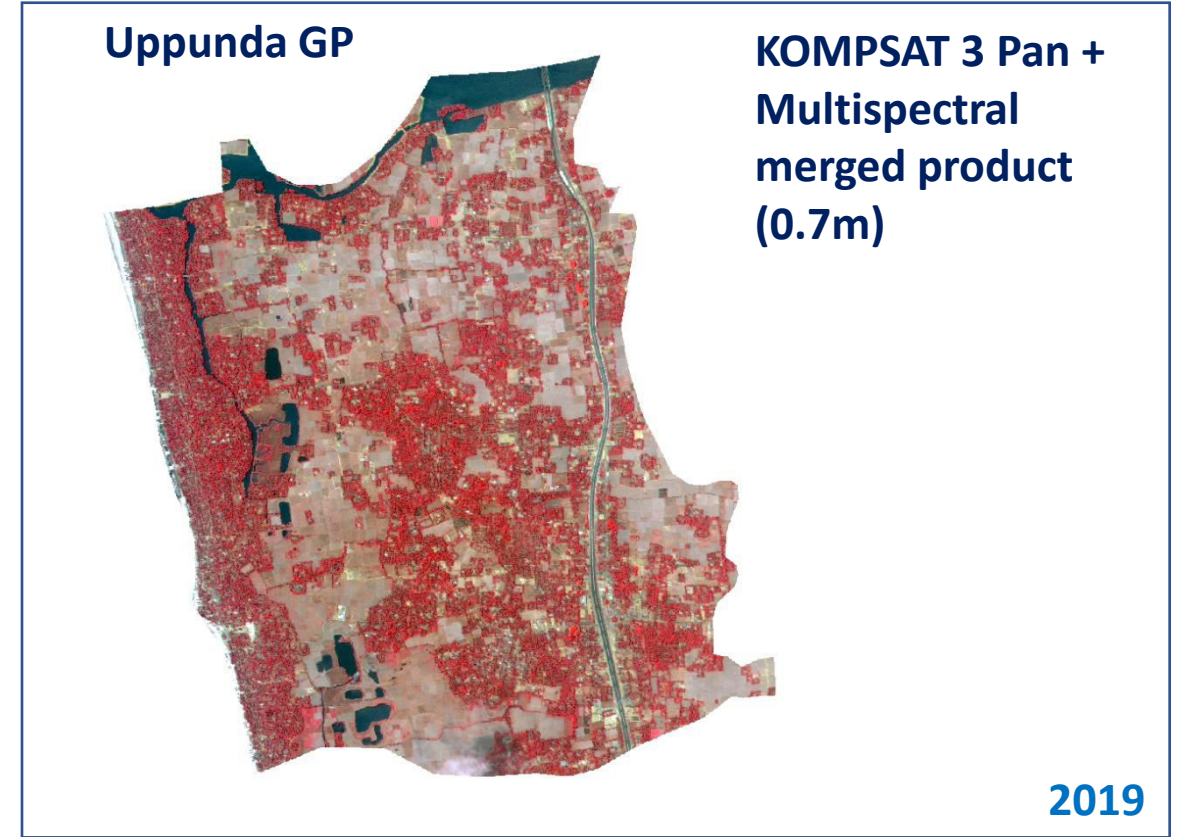 Uppunda GP
KOMPSAT 3 Pan +
Multispectral
merged product
(0.7m)
2019